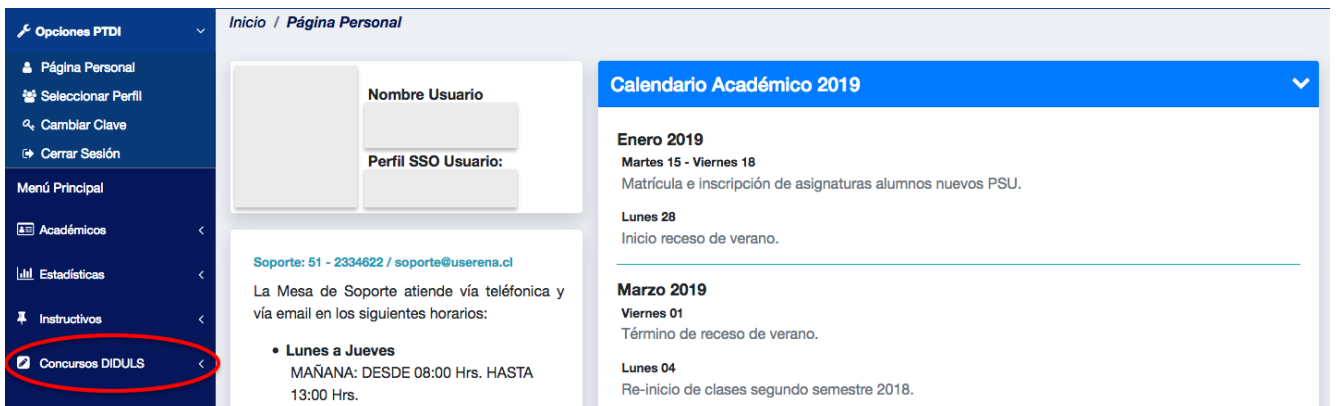 Opciones PTDI
Página Personal
Seleccionar Perfil
Cambiar Clave
Cerrar Sesión
Menú Principal
Académicos
Estadísticas
Instructivos
Concursos DIDULS
Inicio / Página Personal
Nombre Usuario
Perfil SSO Usuario:
Soporte: 51 - 2334622 / soporte@userena.cl
La Mesa de Soporte atiende vía teléfonica y
vía email en los siguientes horarios:
• Lunes a Jueves
MAÑANA: DESDE 08:00 Hrs. HASTA
13:00 Hrs.
Calendario Académico 2019
Enero 2019
Martes 15 - Viernes 18
Matrícula e inscripción de asignaturas alumnos nuevos PSU.
Lunes 28
Inicio receso de verano.
Marzo 2019
Viernes 01
Término de receso de verano.
Lunes 04
Re-inicio de clases segundo semestre 2018.